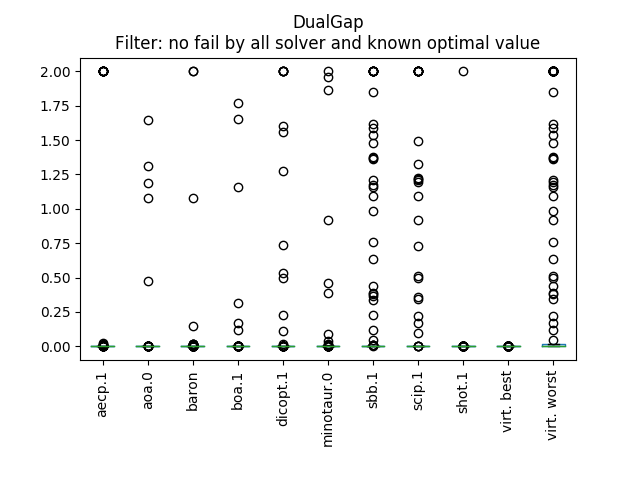 DualGap
Filter: no fail by all solver and known optimal value
2.00
1.75
1.50
1.25
1.00
0.75
0.50
0.25
0.00
aecp.1
aoa.0
baron
boa.1
dicopt.1
minotaur.0
sbb.1
scip.1
shot.1
virt. best
virt. worst